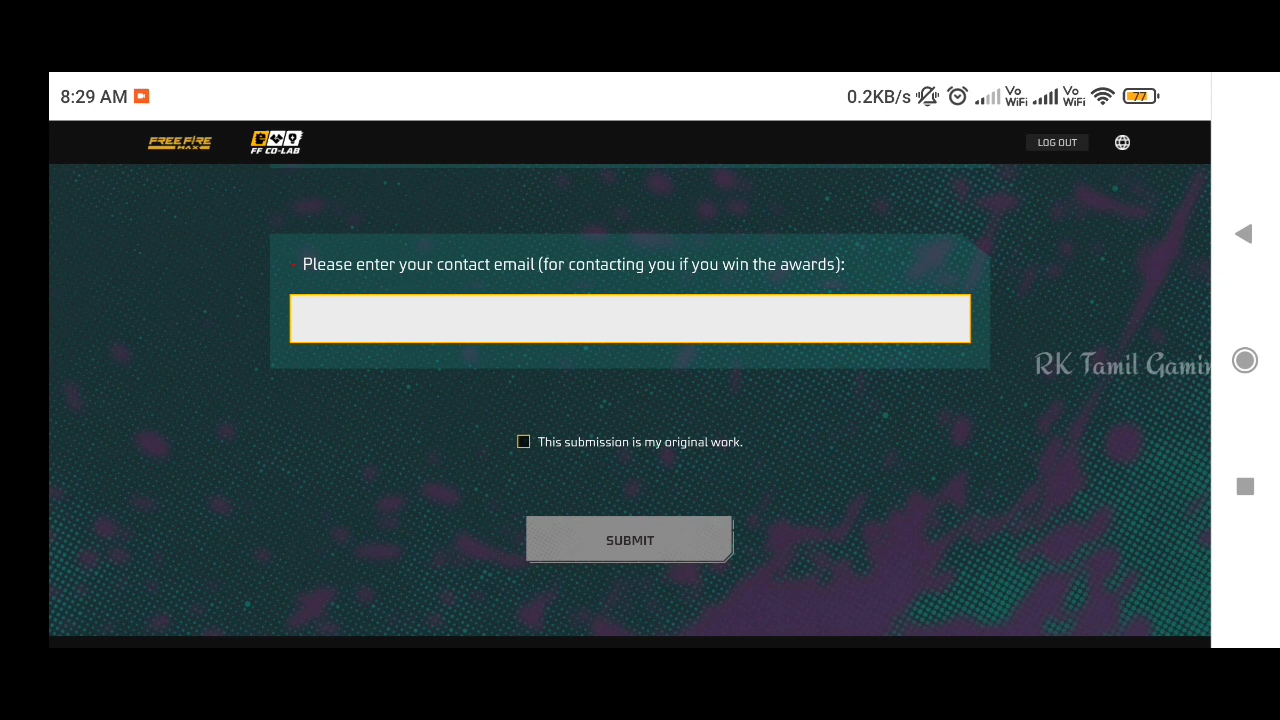 8:29 AM
0.2KB/s
Vo WiFi
Vo WiFi
77
FREE FIRE
MAX
FF CO-LAB
LOG OUT
Please enter your contact email (for contacting you if you win the awards):
RK Tamil Gamin
This submission is my original work.
SUBMIT